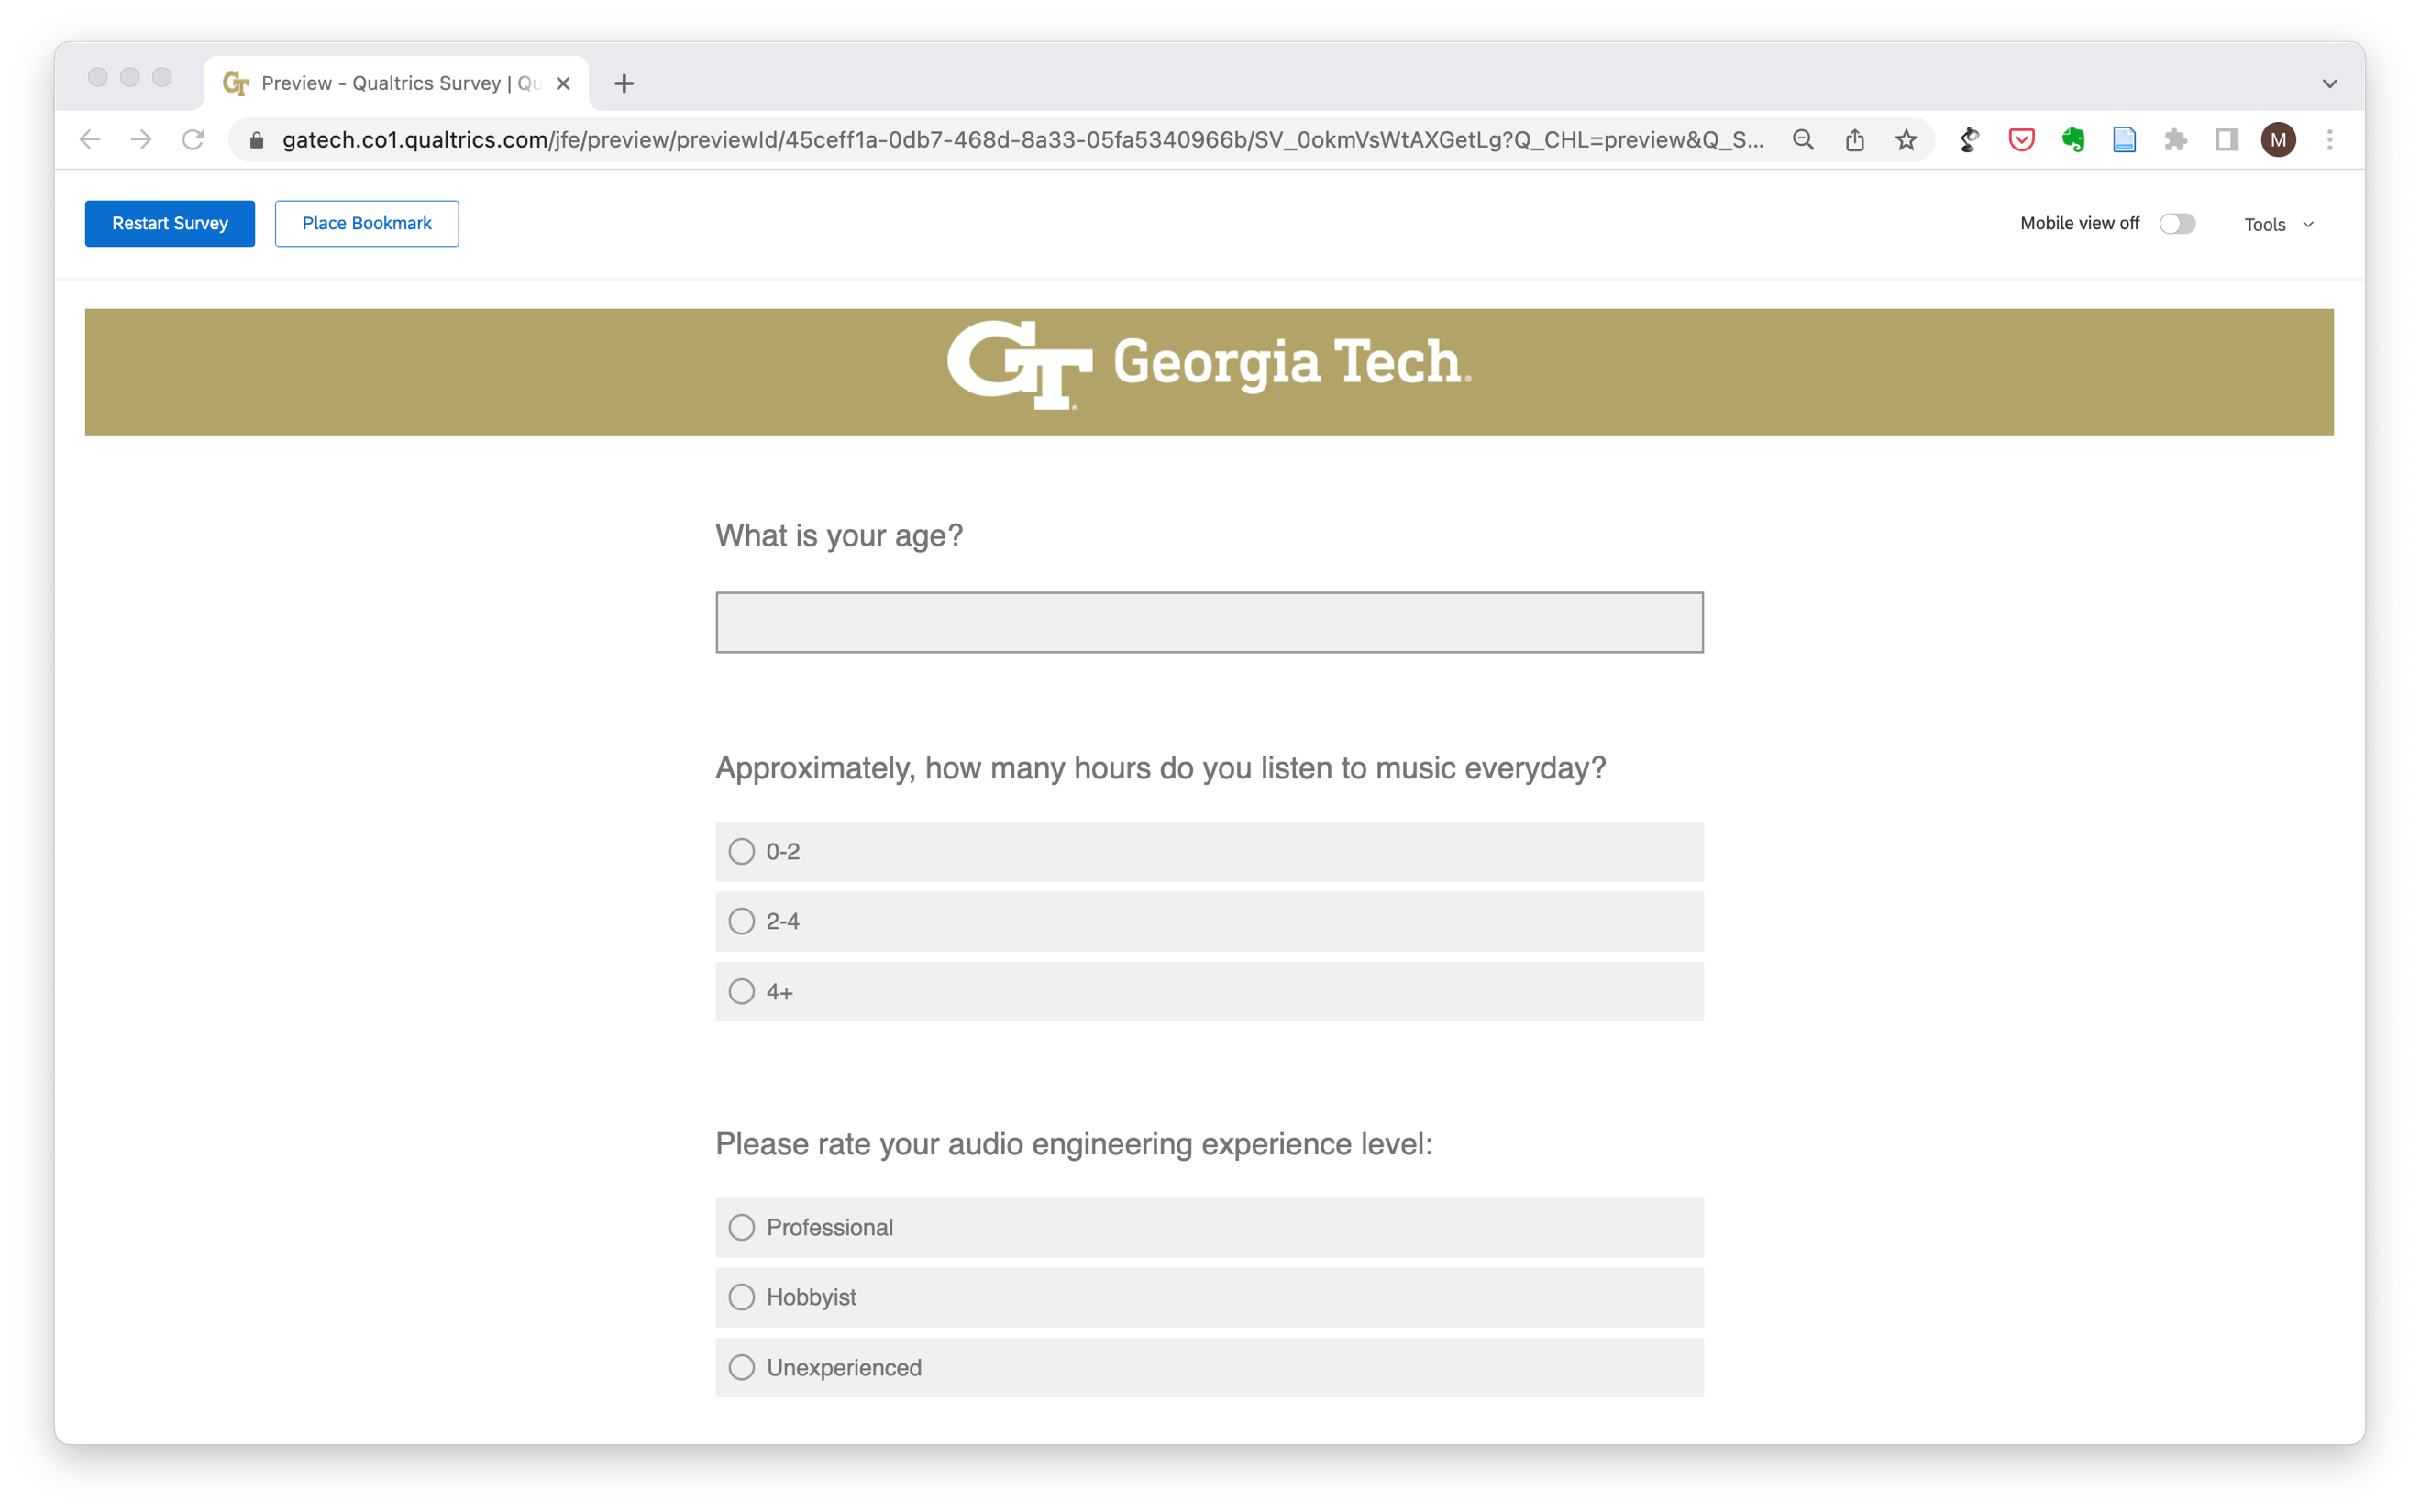 Preview - Qualtrics Survey | Qu
gatech.co1.qualtrics.com/jfe/preview/previewId/45ceff1a-0db7-468d-8a33-05fa5340966b/SV_0okmVsWtAXGetLg?Q_CHL=preview&Q_S...
M
Restart Survey
Place Bookmark
Mobile view off
Tools
GT Georgia Tech
What is your age?
Approximately, how many hours do you listen to music everyday?
0-2
2-4
4+
Please rate your audio engineering experience level:
Professional
Hobbyist
Unexperienced